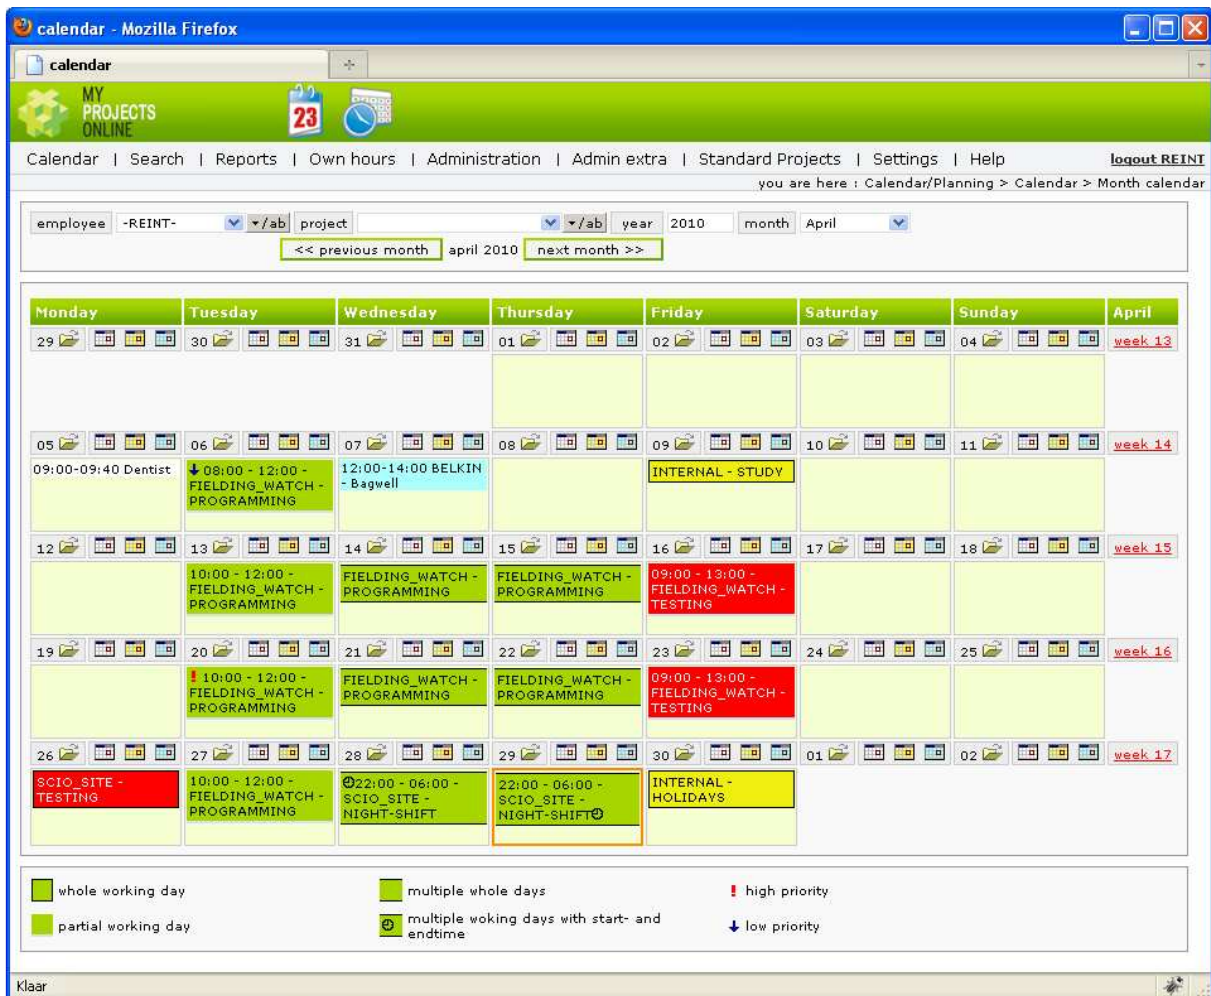 calendar - Mozilla Firefox
calendar
MY
PROJECTS
ONLINE
23
Calendar | Search | Reports | Own hours | Administration | Admin extra | Standard Projects | Settings | Help logout REINT
you are here : Calendar/Planning > Calendar > Month calendar
employee -REINT- /ab project /ab year 2010 month April
<< previous month april 2010 next month >>
Monday Tuesday Wednesday Thursday Friday Saturday Sunday April
29 30 31 01 02 03 04 week 13
05 06 07 08 09 10 11 week 14
09:00-09:40 Dentist
08:00 - 12:00 -
FIELDING_WATCH -
PROGRAMMING
12:00-14:00 BELKIN
- Bagwell
INTERNAL - STUDY
12 13 14 15 16 17 18 week 15
10:00 - 12:00 -
FIELDING_WATCH -
PROGRAMMING
FIELDING_WATCH -
PROGRAMMING
FIELDING_WATCH -
PROGRAMMING
09:00 - 13:00 -
FIELDING_WATCH -
TESTING
19 20 21 22 23 24 25 week 16
! 10:00 - 12:00 -
FIELDING_WATCH -
PROGRAMMING
FIELDING_WATCH -
PROGRAMMING
FIELDING_WATCH -
PROGRAMMING
09:00 - 13:00 -
FIELDING_WATCH -
TESTING
26 27 28 29 30 01 02 week 17
SCIO_SITE -
TESTING
10:00 - 12:00 -
FIELDING_WATCH -
PROGRAMMING
22:00 - 06:00 -
SCIO_SITE -
NIGHT-SHIFT
22:00 - 06:00 -
SCIO_SITE -
NIGHT-SHIFT
INTERNAL -
HOLIDAYS
whole working day
multiple whole days
! high priority
partial working day
multiple woking days with start- and
endtime
low priority
Klaar